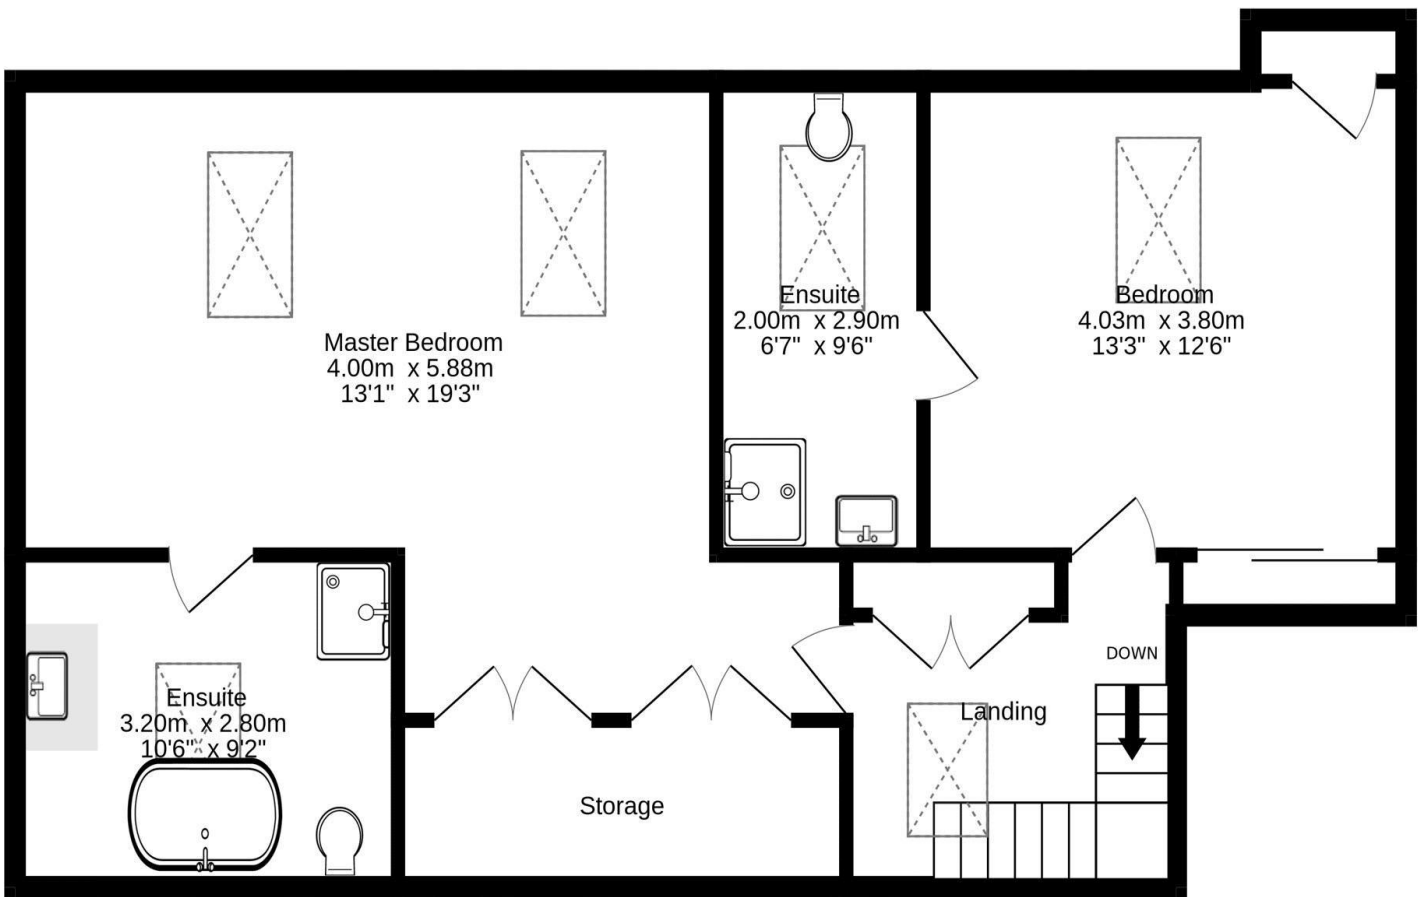 Master Bedroom
4.00m x 5.88m
13'1" x 19'3"
Ensuite
2.00m x 2.90m
6'7" x 9'6"
Bedroom
4.03m x 3.80m
13'3" x 12'6"
Ensuite
3.20m x 2.80m
10'6" x 9'2"
Storage
Landing
DOWN